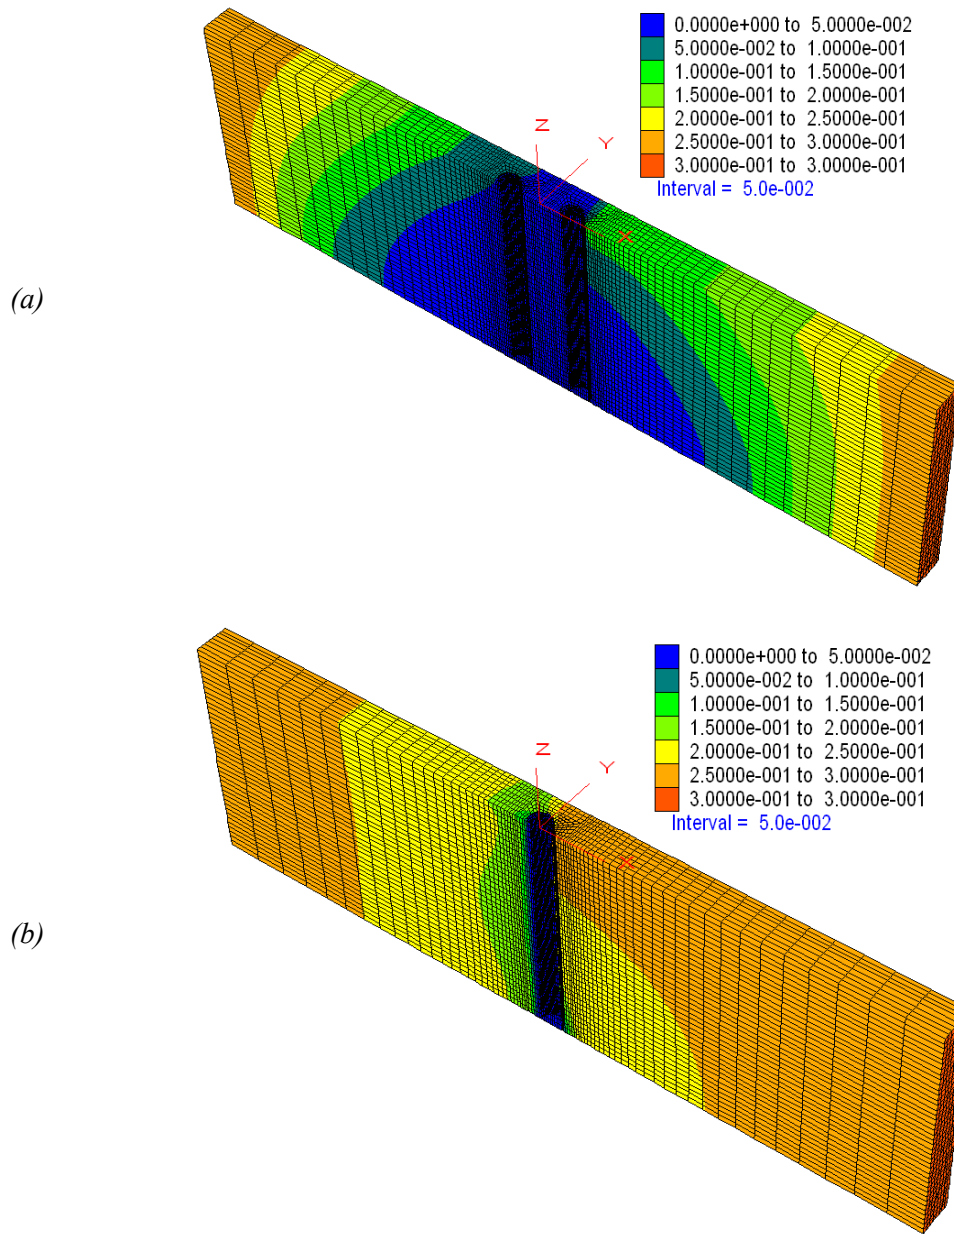 0.0000e+000 to 5.0000e-002
5.0000e-002 to 1.0000e-001
1.0000e-001 to 1.5000e-001
1.5000e-001 to 2.0000e-001
2.0000e-001 to 2.5000e-001
2.5000e-001 to 3.0000e-001
3.0000e-001 to 3.0000e-001
Interval = 5.0e-002
Z
Y
X
(a)
0.0000e+000 to 5.0000e-002
5.0000e-002 to 1.0000e-001
1.0000e-001 to 1.5000e-001
1.5000e-001 to 2.0000e-001
2.0000e-001 to 2.5000e-001
2.5000e-001 to 3.0000e-001
3.0000e-001 to 3.0000e-001
Interval = 5.0e-002
Z
Y
X
(b)